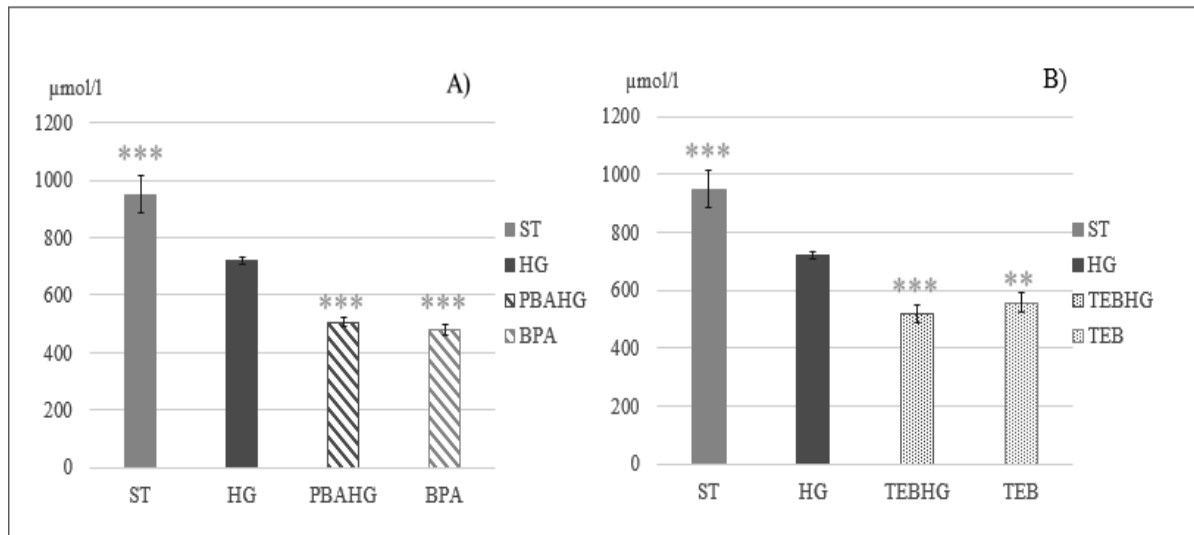 A)
µmol/l
1200
1000
800
600
400
200
0
***
***
***
ST
HG
PBAHG
BPA
ST
HG
PBAHG
BPA
B)
µmol/l
1200
1000
800
600
400
200
0
***
***
**
ST
HG
TEBHG
TEB
ST
HG
TEBHG
TEB